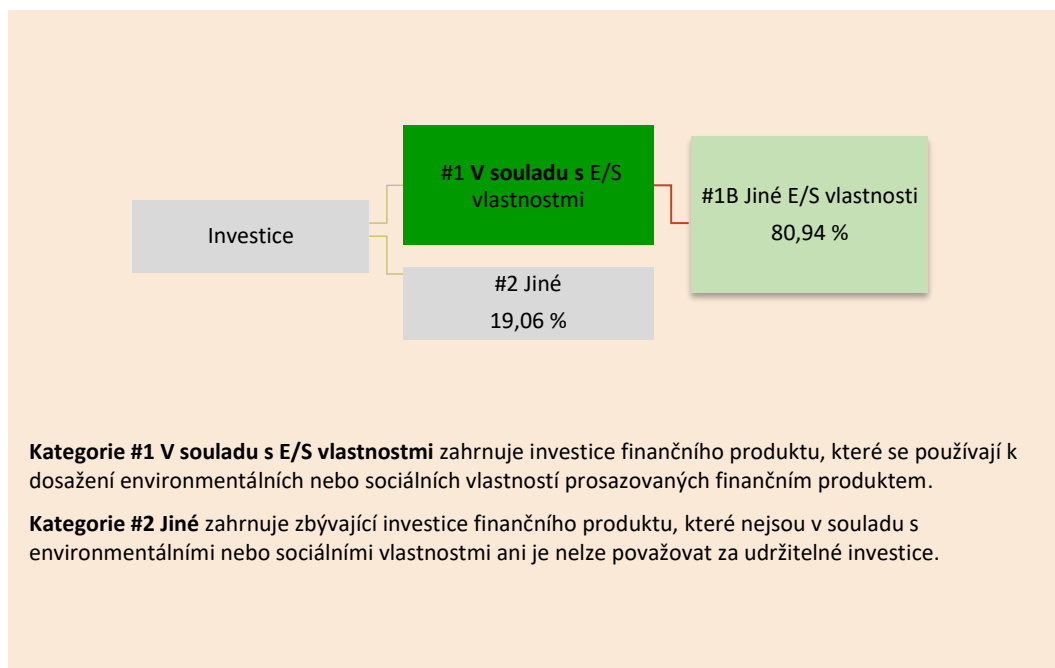 #1 V souladu s E/S
vlastnostmi
#1B Jiné E/S vlastnosti
80,94 %
Investice
#2 Jiné
19,06 %
Kategorie #1 V souladu s E/S vlastnostmi zahrnuje investice finančního produktu, které se používají k
dosažení environmentálních nebo sociálních vlastností prosazovaných finančním produktem.
Kategorie #2 Jiné zahrnuje zbývající investice finančního produktu, které nejsou v souladu s
environmentálními nebo sociálními vlastnostmi ani je nelze považovat za udržitelné investice.